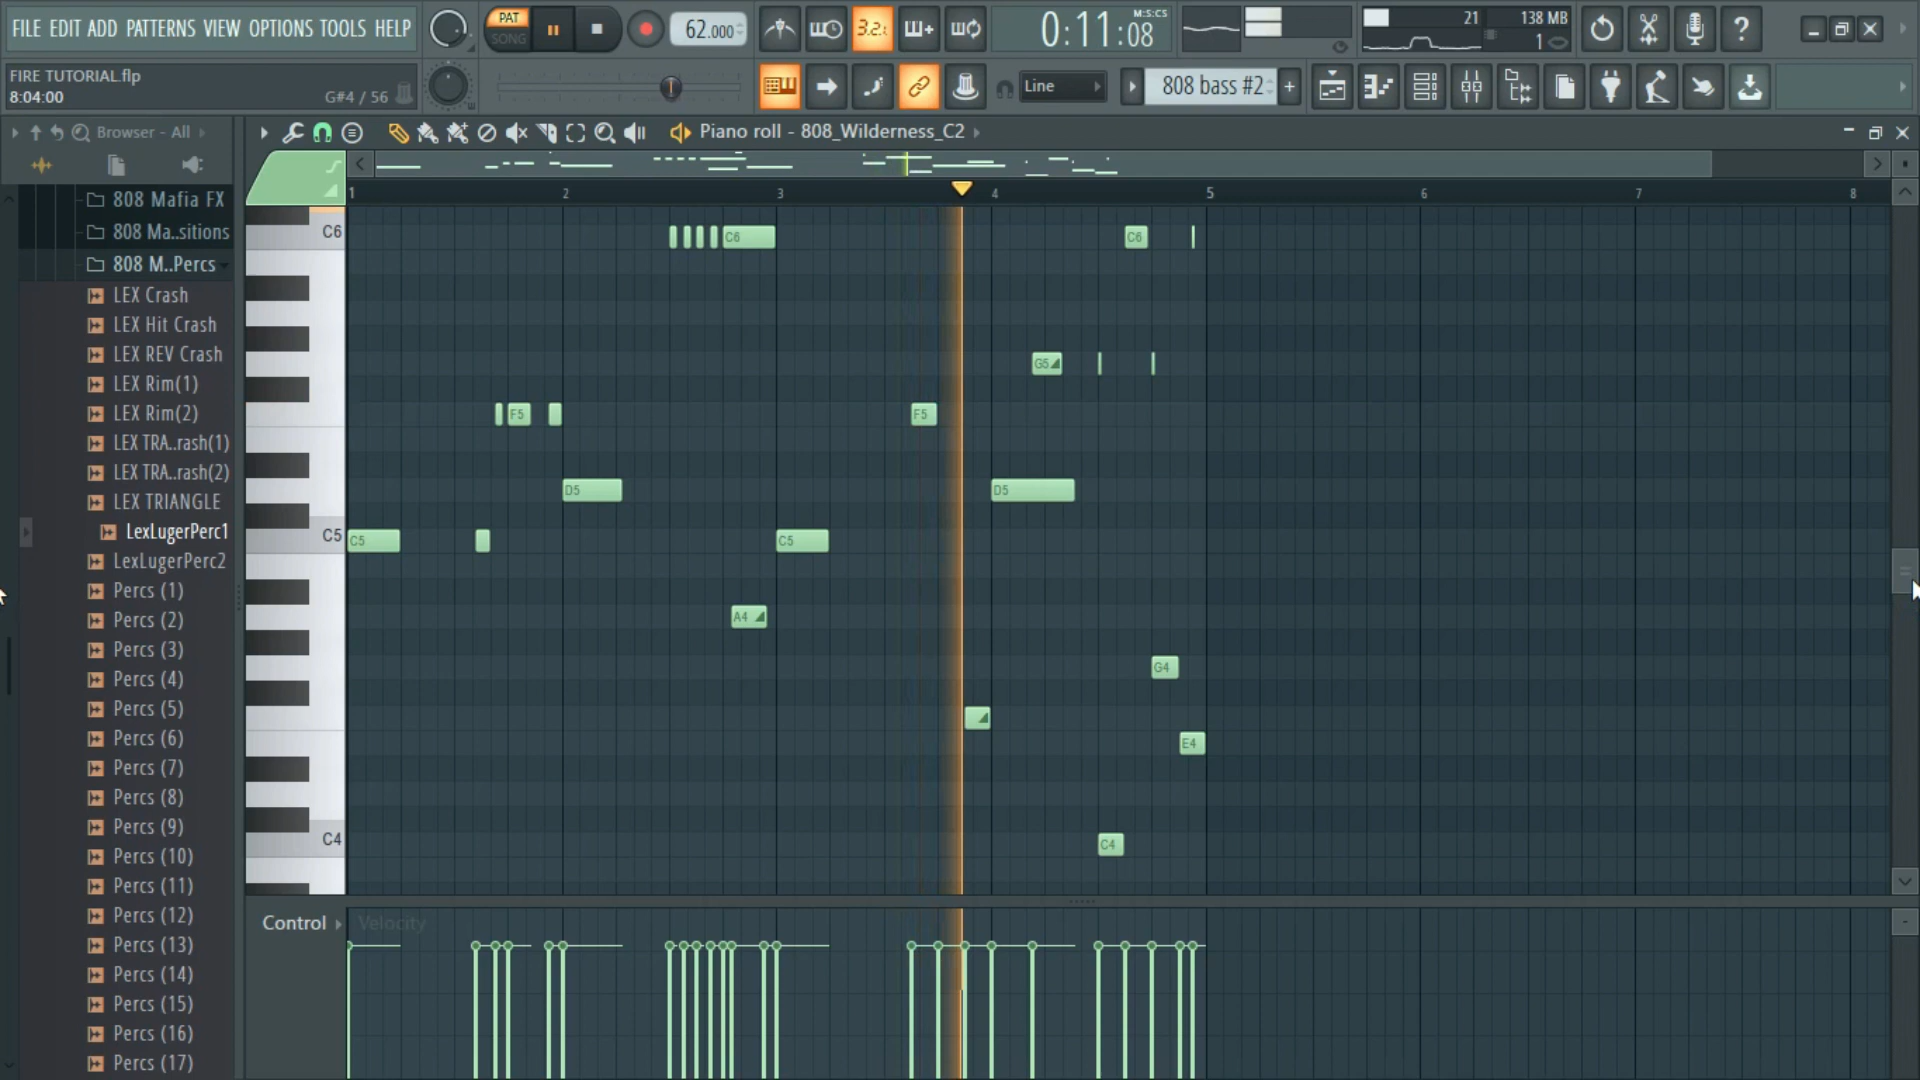 FILE EDIT ADD PATTERNS VIEW OPTIONS TOOLS HELP
PAT
SONG
62.000
3.2.
0:11:08
M:S:CS
21
138 MB
1
FIRE TUTORIAL.flp
8:04:00
G#4 / 56
Line
808 bass #2
Browser - All
Piano roll - 808_Wilderness_C2
808 Mafia FX
808 Ma..sitions
808 M..Percs
LEX Crash
LEX Hit Crash
LEX REV Crash
LEX Rim(1)
LEX Rim(2)
LEX TRA..rash(1)
LEX TRA..rash(2)
LEX TRIANGLE
LexLugerPerc1
LexLugerPerc2
Percs (1)
Percs (2)
Percs (3)
Percs (4)
Percs (5)
Percs (6)
Percs (7)
Percs (8)
Percs (9)
Percs (10)
Percs (11)
Percs (12)
Percs (13)
Percs (14)
Percs (15)
Percs (16)
Percs (17)
1 2 3 4 5 6 7 8
C6 C6 C6
G5
F5 F5
D5 D5
C5 C5 C5
A4
G4
E4
C4 C4
Control Velocity